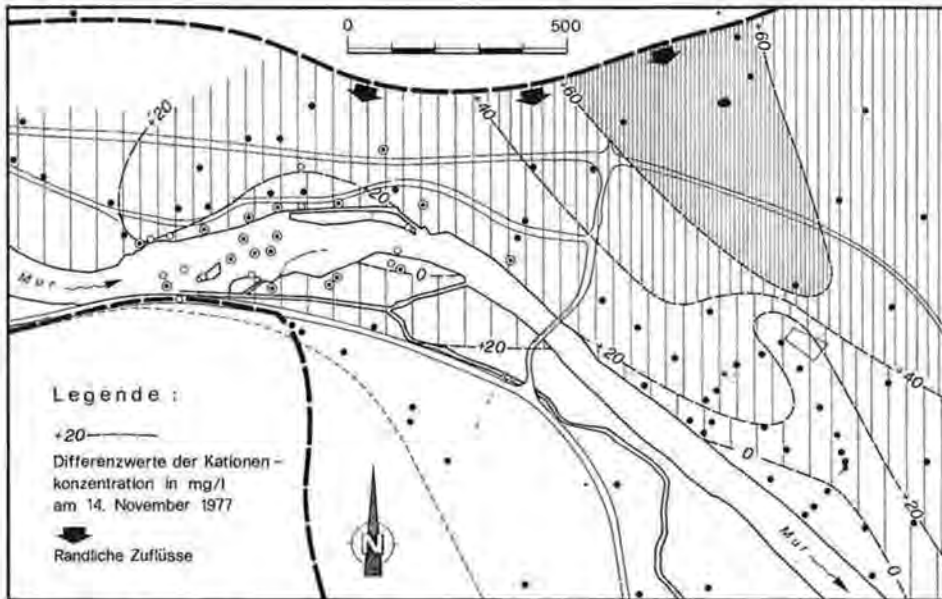 0 500
+60
+20
+40
+60
+20
Mur
0
+20
+20
+40
0
+20
0
Mur
Legende :
+20
Differenzwerte der Kationen-
konzentration in mg/l
am 14. November 1977
Randliche Zuflüsse
N